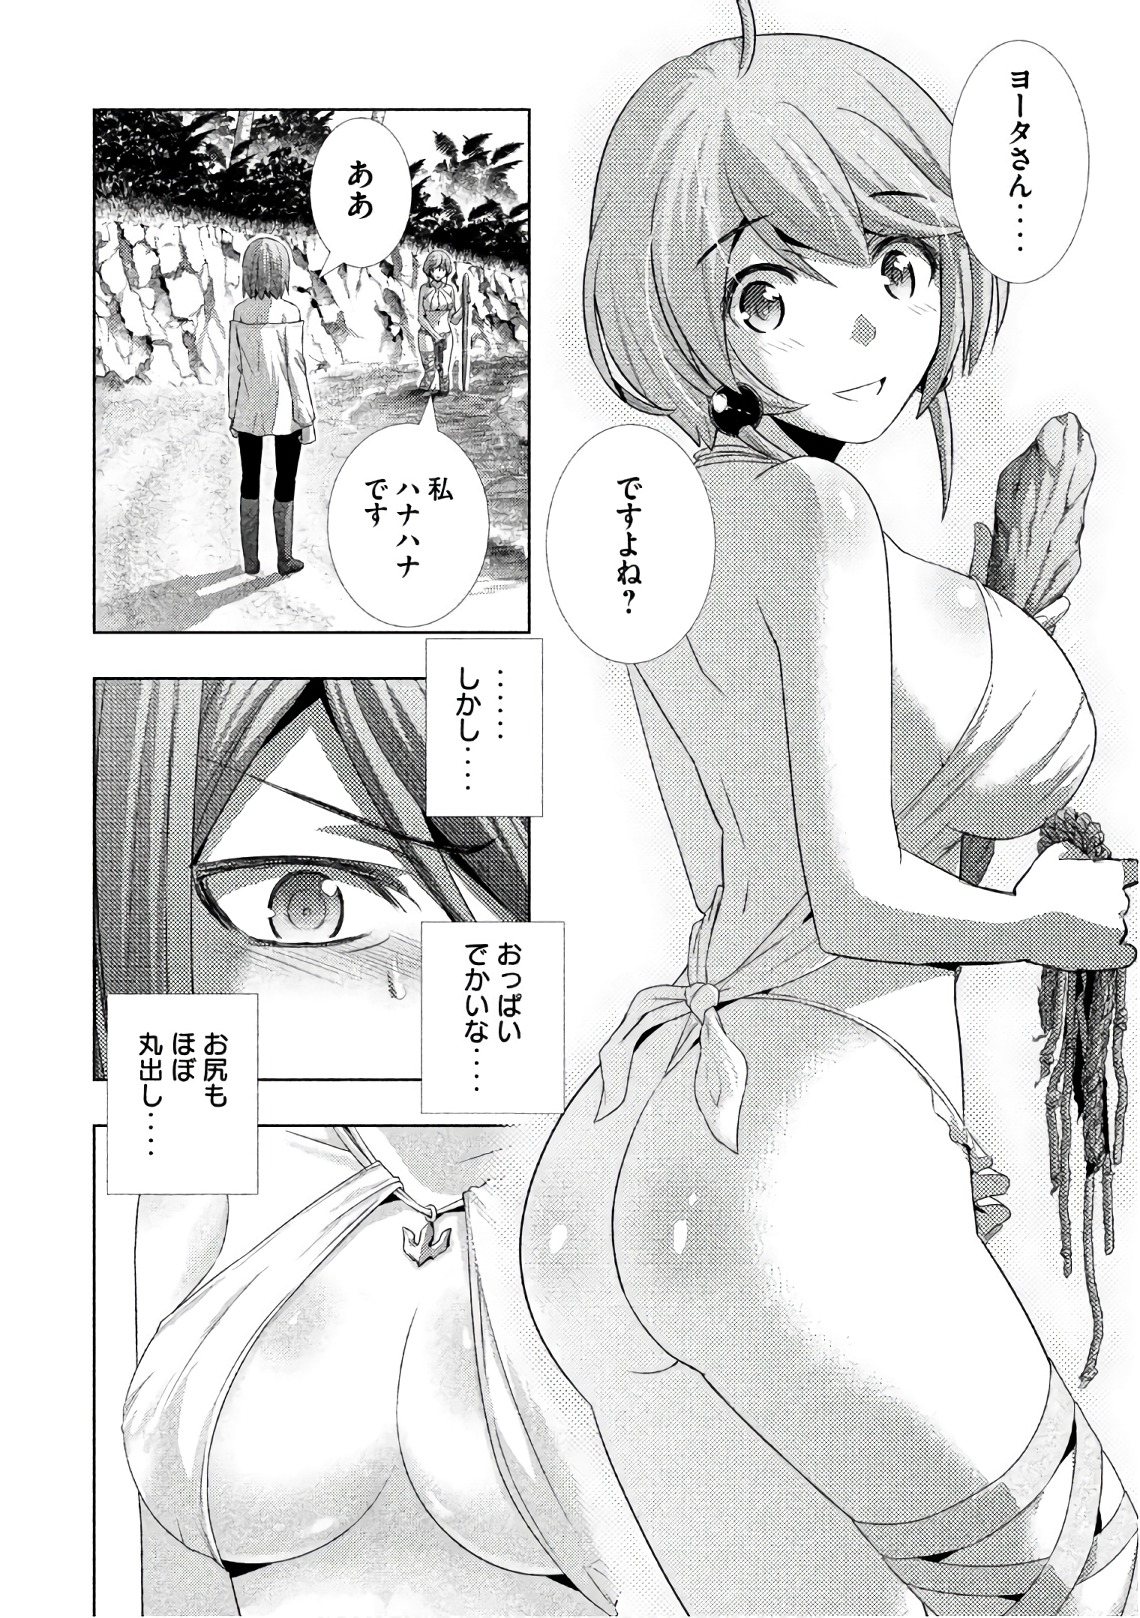 ヨータさん‥‥
ですよね？
ああ
私
ハナハナ
です
‥‥‥
しかし‥‥
おっぱい
でかいな‥‥
お尻も
ほぼ
丸出し‥‥